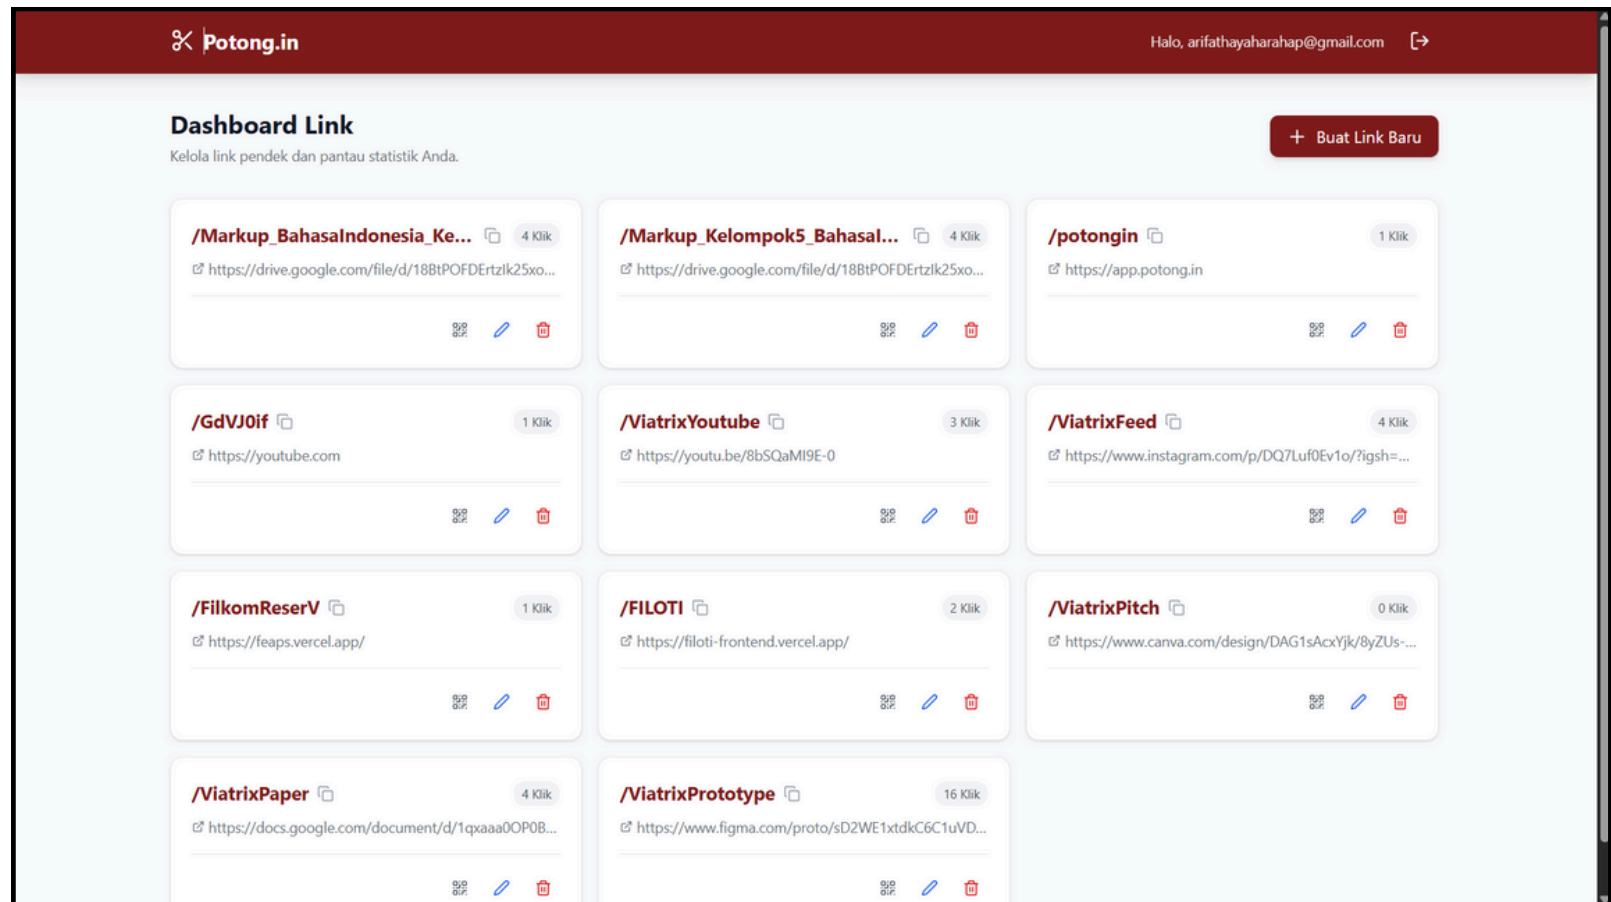 Potong.in
Halo, arifathayaharahap@gmail.com
Dashboard Link
Kelola link pendek dan pantau statistik Anda.
Buat Link Baru
/Markup_BahasaIndonesia_Ke...
4 Klik
https://drive.google.com/file/d/18BtPOFDErtzIk25xo...
/Markup_Kelompok5_BahasaI...
4 Klik
https://drive.google.com/file/d/18BtPOFDErtzIk25xo...
/potongin
1 Klik
https://app.potong.in
/GdVJ0if
1 Klik
https://youtube.com
/ViatrixYoutube
3 Klik
https://youtu.be/8bSQaMI9E-0
/ViatrixFeed
4 Klik
https://www.instagram.com/p/DQ7Luf0Ev1o/?igsh=...
/FilkomReserV
1 Klik
https://feaps.vercel.app/
/FILOTI
2 Klik
https://filoti-frontend.vercel.app/
/ViatrixPitch
0 Klik
https://www.canva.com/design/DAG1sAcxYjk/8yZUs-...
/ViatrixPaper
4 Klik
https://docs.google.com/document/d/1qxaaa0OP0B...
/ViatrixPrototype
16 Klik
https://www.figma.com/proto/sD2WE1xtdkC6C1uVD...